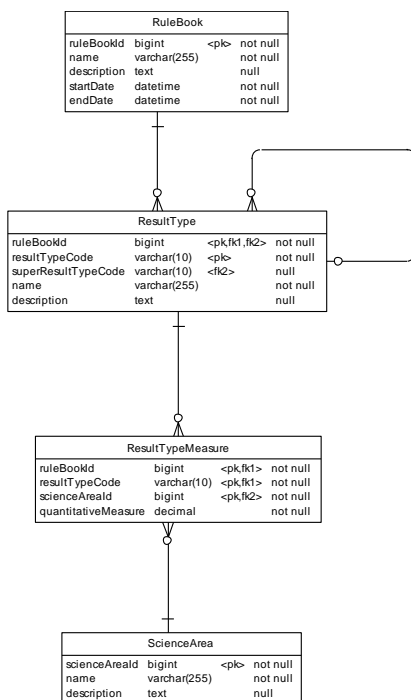 RuleBook
ruleBookId bigint <pk> not null
name varchar(255) not null
description text null
startDate datetime not null
endDate datetime not null
ResultType
ruleBookId bigint <pk,fk1,fk2> not null
resultTypeCode varchar(10) <pk> not null
superResultTypeCode varchar(10) <fk2> null
name varchar(255) not null
description text null
ResultTypeMeasure
ruleBookId bigint <pk,fk1> not null
resultTypeCode varchar(10) <pk,fk1> not null
scienceAreaId bigint <pk,fk2> not null
quantitativeMeasure decimal not null
ScienceArea
scienceAreaId bigint <pk> not null
name varchar(255) not null
description text null